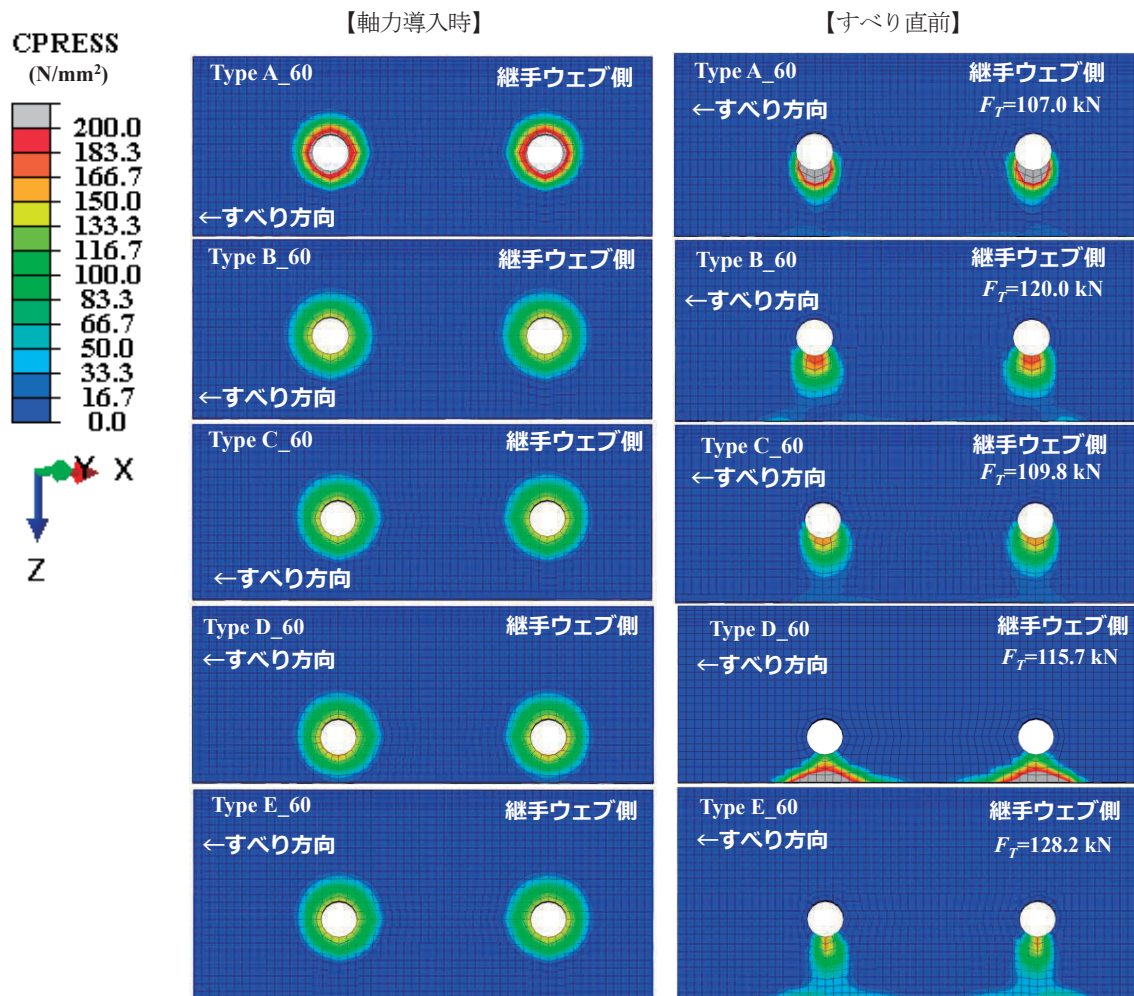 【軸力導入時】
【すべり直前】
CPRESS
(N/mm²)
200.0
183.3
166.7
150.0
133.3
116.7
100.0
83.3
66.7
50.0
33.3
16.7
0.0
Y X
Z
Type A_60 継手ウェブ側
←すべり方向
Type B_60 継手ウェブ側
←すべり方向
Type C_60 継手ウェブ側
←すべり方向
Type D_60 継手ウェブ側
←すべり方向
Type E_60 継手ウェブ側
←すべり方向
Type A_60 継手ウェブ側
←すべり方向 F_T=107.0 kN
Type B_60 継手ウェブ側
←すべり方向 F_T=120.0 kN
Type C_60 継手ウェブ側
←すべり方向 F_T=109.8 kN
Type D_60 継手ウェブ側
←すべり方向 F_T=115.7 kN
Type E_60 継手ウェブ側
←すべり方向 F_T=128.2 kN